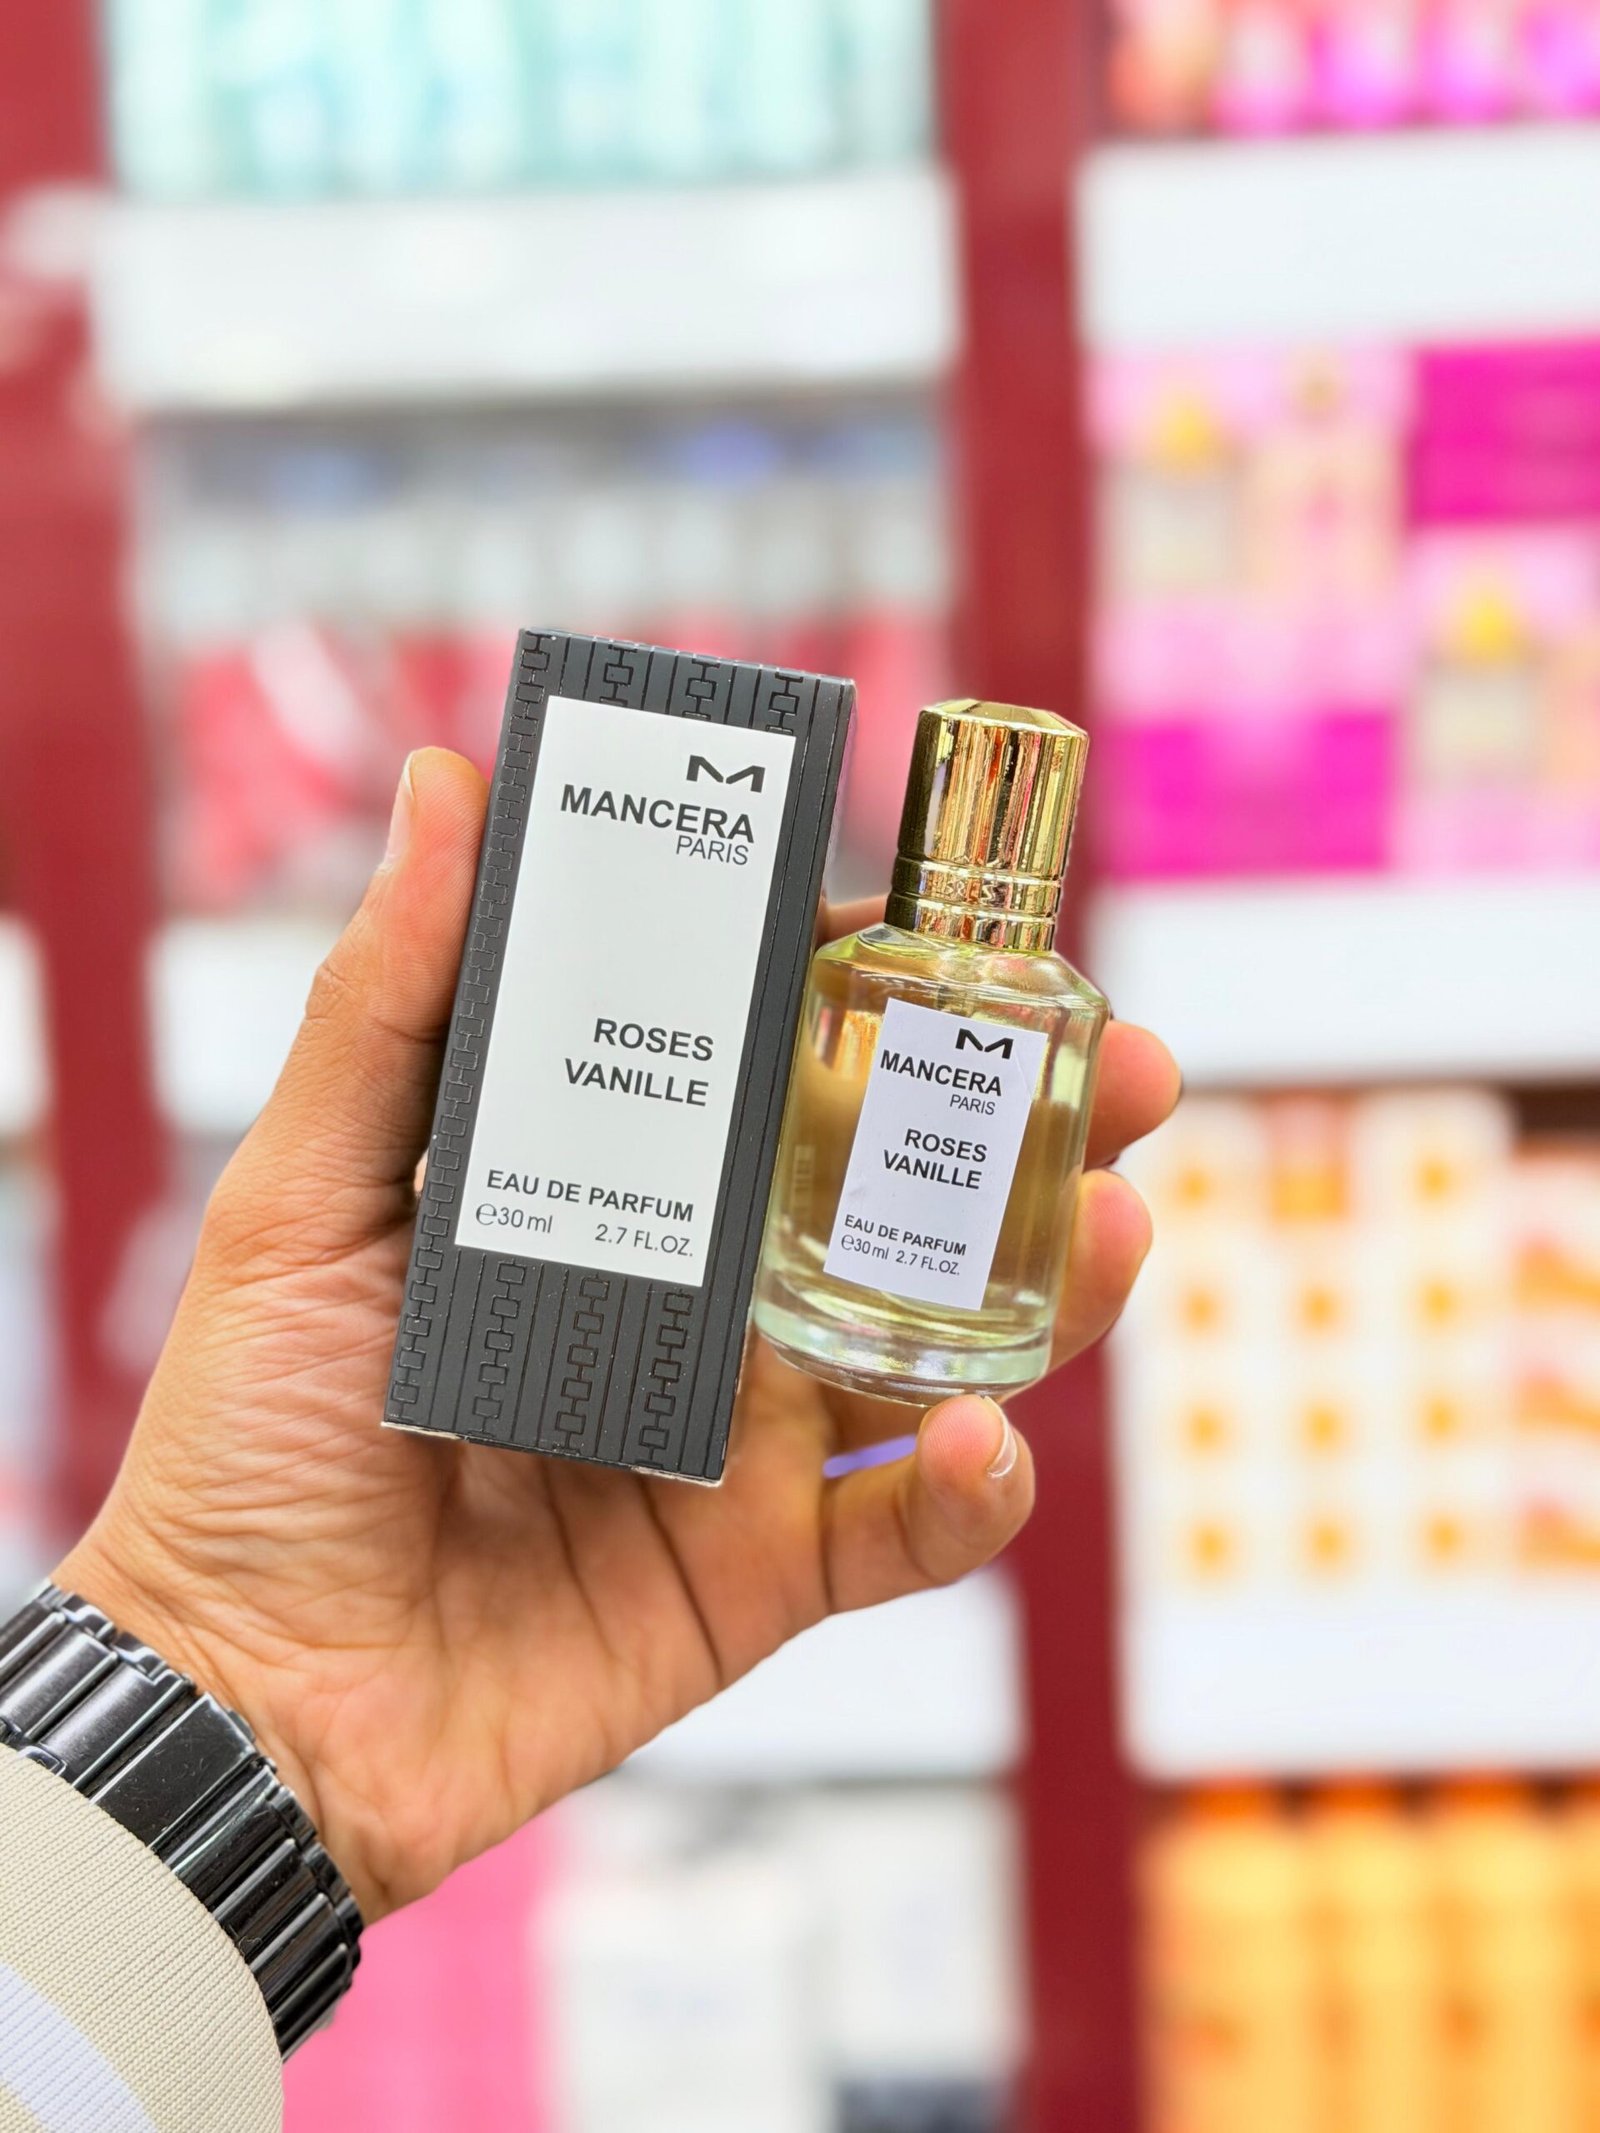 MANCERA
PARIS
ROSES
VANILLE
EAU DE PARFUM
℮30 ml 2.7 FL.OZ.
MANCERA
PARIS
ROSES
VANILLE
EAU DE PARFUM
℮30 ml 2.7 FL.OZ.